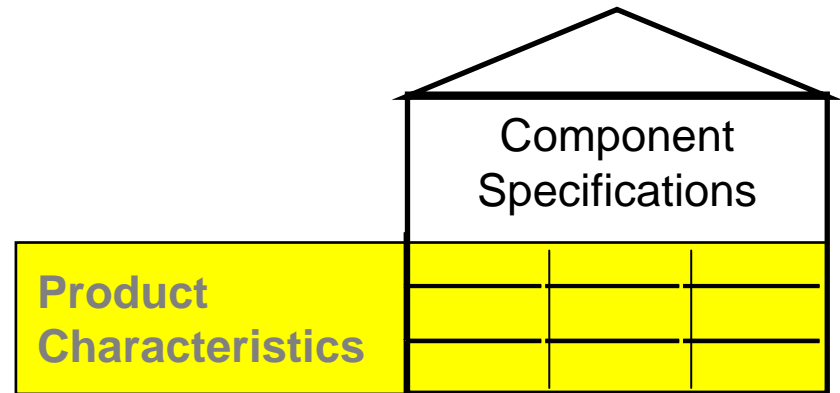 Component
Specifications
Product
Characteristics